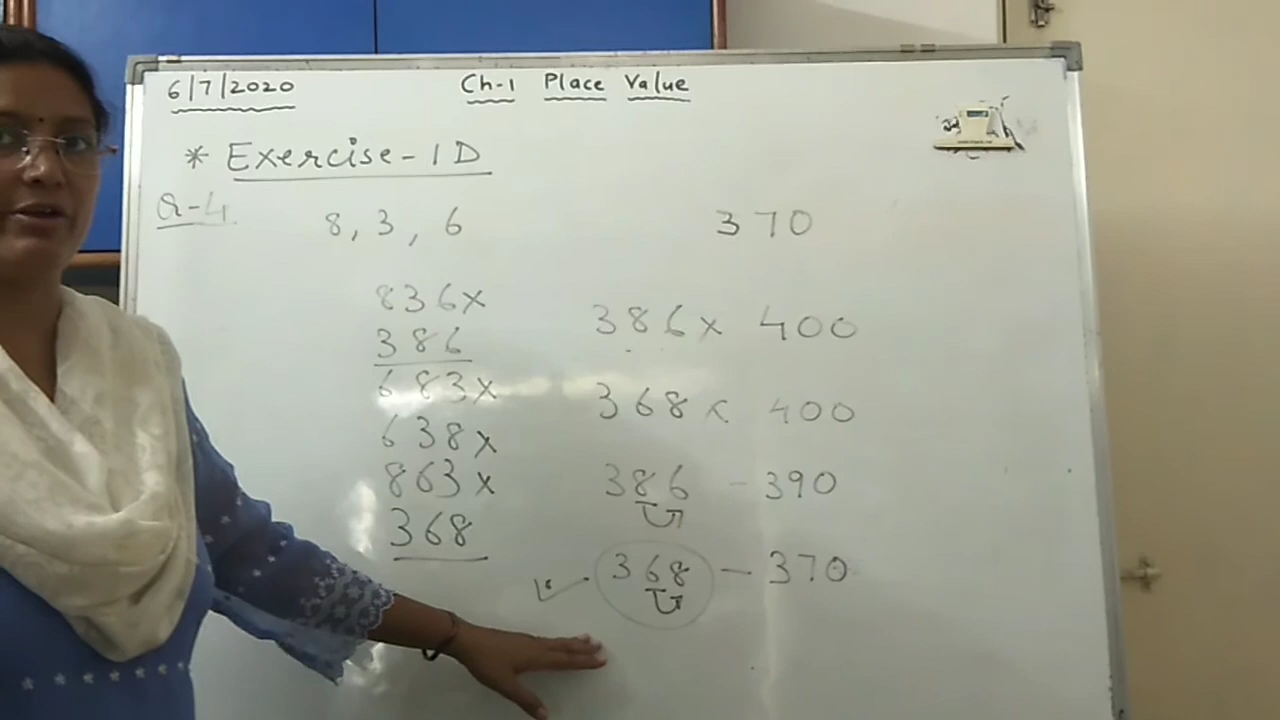 6/7/2020 Ch-1 Place Value
* Exercise-1D
Q-4 8, 3, 6 370
836x
386
683x
638x
863x
368
386x 400
368x 400
386 - 390
368 - 370